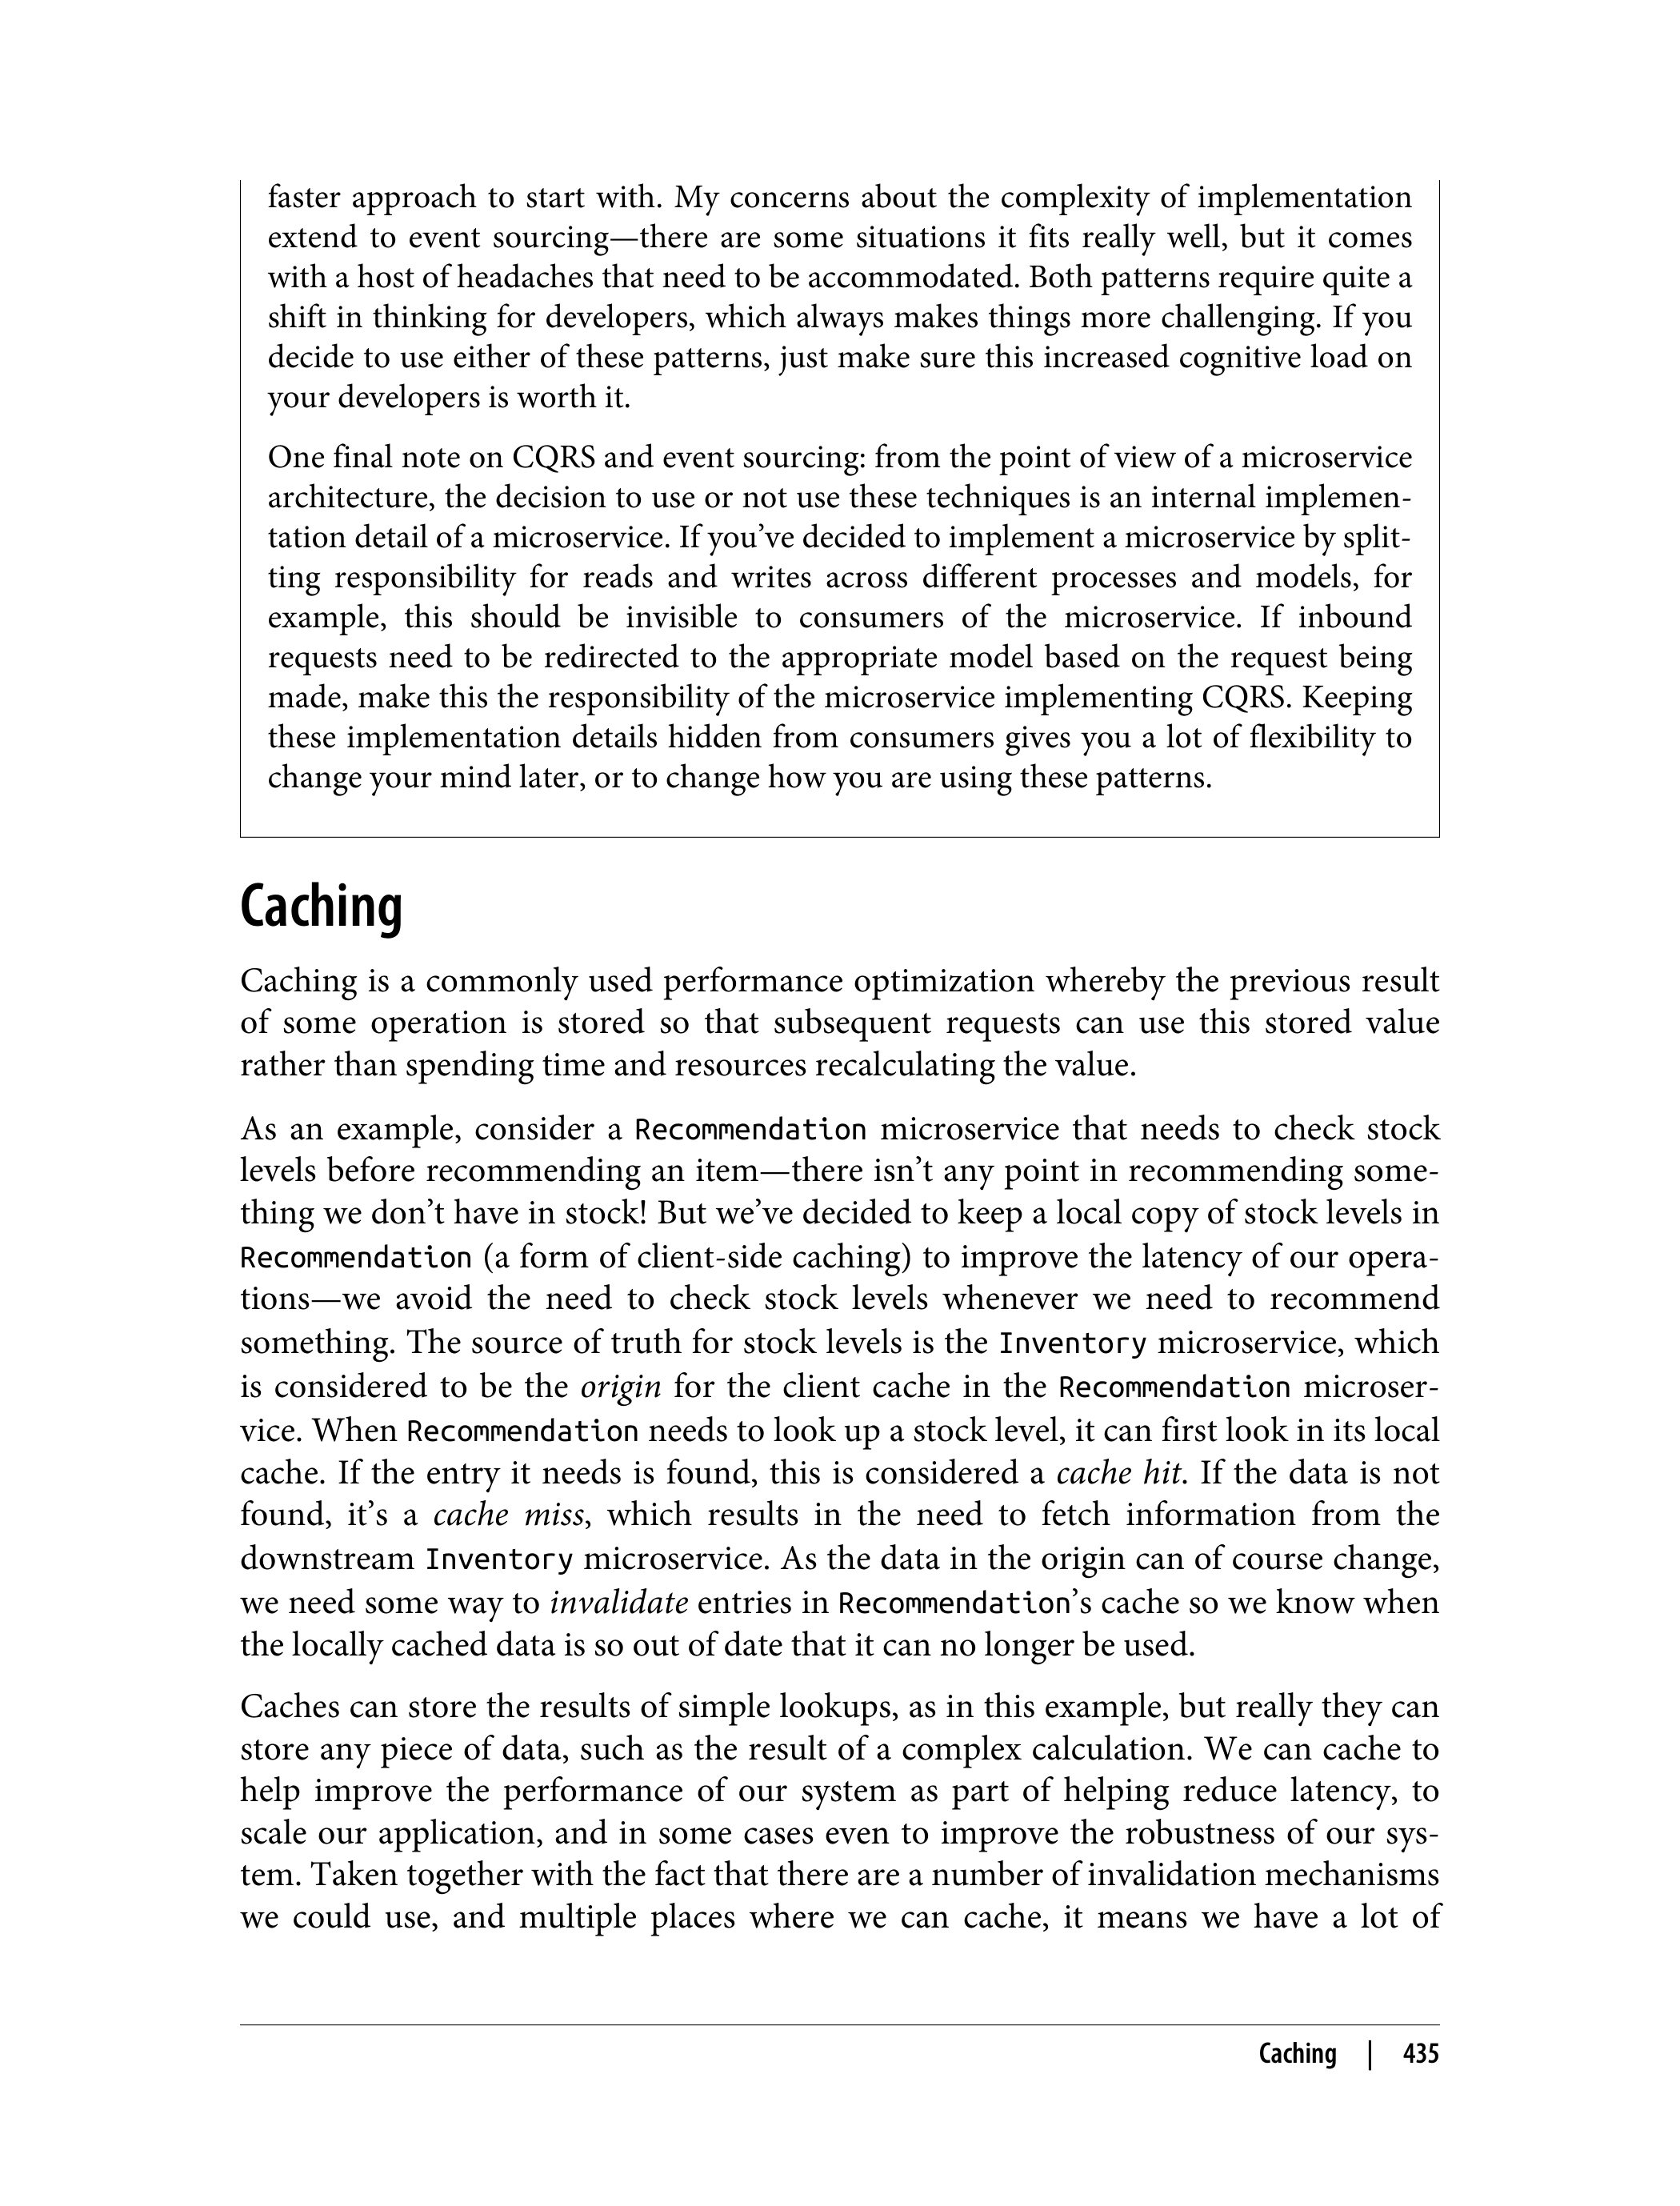 faster approach to start with. My concerns about the complexity of implementation
extend to event sourcing—there are some situations it fits really well, but it comes
with a host of headaches that need to be accommodated. Both patterns require quite a
shift in thinking for developers, which always makes things more challenging. If you
decide to use either of these patterns, just make sure this increased cognitive load on
your developers is worth it.
One final note on CQRS and event sourcing: from the point of view of a microservice
architecture, the decision to use or not use these techniques is an internal implemen-
tation detail of a microservice. If you’ve decided to implement a microservice by split-
ting responsibility for reads and writes across different processes and models, for
example, this should be invisible to consumers of the microservice. If inbound
requests need to be redirected to the appropriate model based on the request being
made, make this the responsibility of the microservice implementing CQRS. Keeping
these implementation details hidden from consumers gives you a lot of flexibility to
change your mind later, or to change how you are using these patterns.
Caching
Caching is a commonly used performance optimization whereby the previous result
of some operation is stored so that subsequent requests can use this stored value
rather than spending time and resources recalculating the value.
As an example, consider a Recommendation microservice that needs to check stock
levels before recommending an item—there isn’t any point in recommending some-
thing we don’t have in stock! But we’ve decided to keep a local copy of stock levels in
Recommendation (a form of client-side caching) to improve the latency of our opera-
tions—we avoid the need to check stock levels whenever we need to recommend
something. The source of truth for stock levels is the Inventory microservice, which
is considered to be the origin for the client cache in the Recommendation microser-
vice. When Recommendation needs to look up a stock level, it can first look in its local
cache. If the entry it needs is found, this is considered a cache hit. If the data is not
found, it’s a cache miss, which results in the need to fetch information from the
downstream Inventory microservice. As the data in the origin can of course change,
we need some way to invalidate entries in Recommendation’s cache so we know when
the locally cached data is so out of date that it can no longer be used.
Caches can store the results of simple lookups, as in this example, but really they can
store any piece of data, such as the result of a complex calculation. We can cache to
help improve the performance of our system as part of helping reduce latency, to
scale our application, and in some cases even to improve the robustness of our sys-
tem. Taken together with the fact that there are a number of invalidation mechanisms
we could use, and multiple places where we can cache, it means we have a lot of
Caching | 435